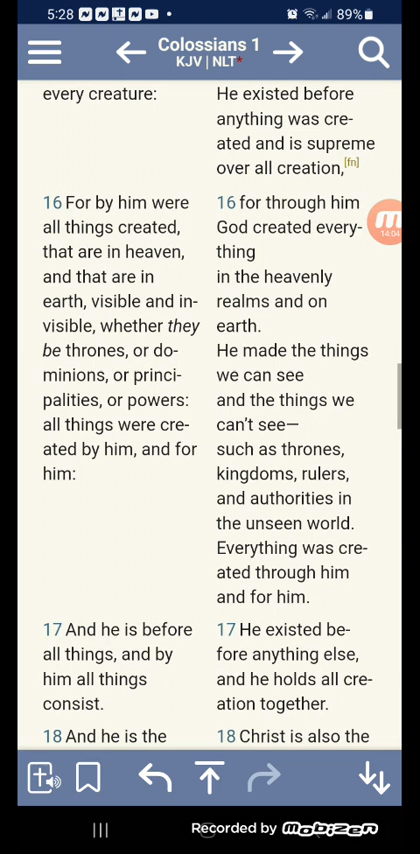 5:28
89%
Colossians 1
KJV | NLT*
every creature:
He existed before
anything was cre-
ated and is supreme
over all creation,[fn]
16 For by him were
all things created,
that are in heaven,
and that are in
earth, visible and in-
visible, whether they
be thrones, or do-
minions, or princi-
palities, or powers:
all things were cre-
ated by him, and for
him:
16 for through him
God created every-
thing
in the heavenly
realms and on
earth.
He made the things
we can see
and the things we
can’t see—
such as thrones,
kingdoms, rulers,
and authorities in
the unseen world.
Everything was cre-
ated through him
and for him.
14:04
17 And he is before
all things, and by
him all things
consist.
17 He existed be-
fore anything else,
and he holds all cre-
ation together.
18 And he is the
18 Christ is also the
Recorded by Mobizen